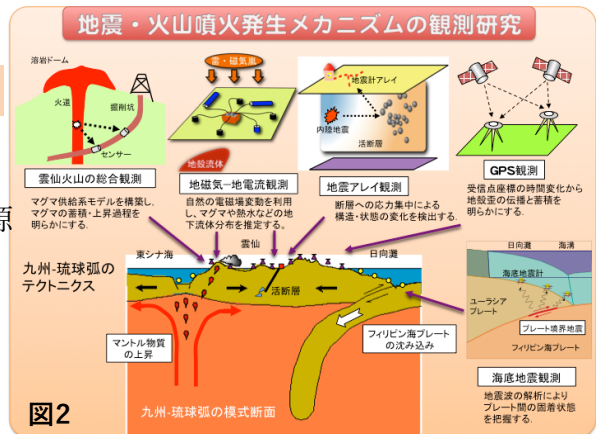 地震・火山噴火発生メカニズムの観測研究
溶岩ドーム
火道
掘削坑
センサー
雲仙火山の総合観測
マグマ供給系モデルを構築し,
マグマの蓄積・上昇過程を
明らかにする.
雷・磁気嵐
地殻流体
地磁気−地電流観測
自然の電磁場変動を利用
し,マグマや熱水などの地
下流体分布を推定する.
地震計アレイ
内陸地震
活断層
地震アレイ観測
断層への応力集中による
構造・状態の変化を検出する.
GPS観測
受信点座標の時間変化から
地殻歪の伝播と蓄積を
明らかにする.
源
九州-琉球弧の
テクトニクス
東シナ海
雲仙
日向灘
活断層
マントル物質
の上昇
フィリピン海プレート
の沈み込み
九州-琉球弧の模式断面
日向灘
海溝
海底地震計
ユーラシア
プレート
プレート境界地震
フィリピン海プレート
海底地震観測
地震波の解析により
プレート間の固着状態
を把握する.
図2